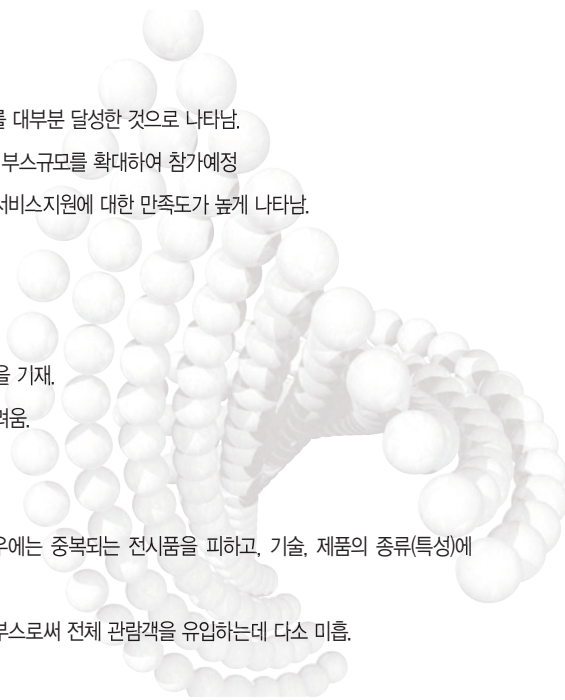 를 대부분 달성한 것으로 나타남.
부스규모를 확대하여 참가예정
서비스지원에 대한 만족도가 높게 나타남.
을 기재.
려움.
우에는 중복되는 전시품을 피하고, 기술, 제품의 종류(특성)에
부스로써 전체 관람객을 유입하는데 다소 미흡.